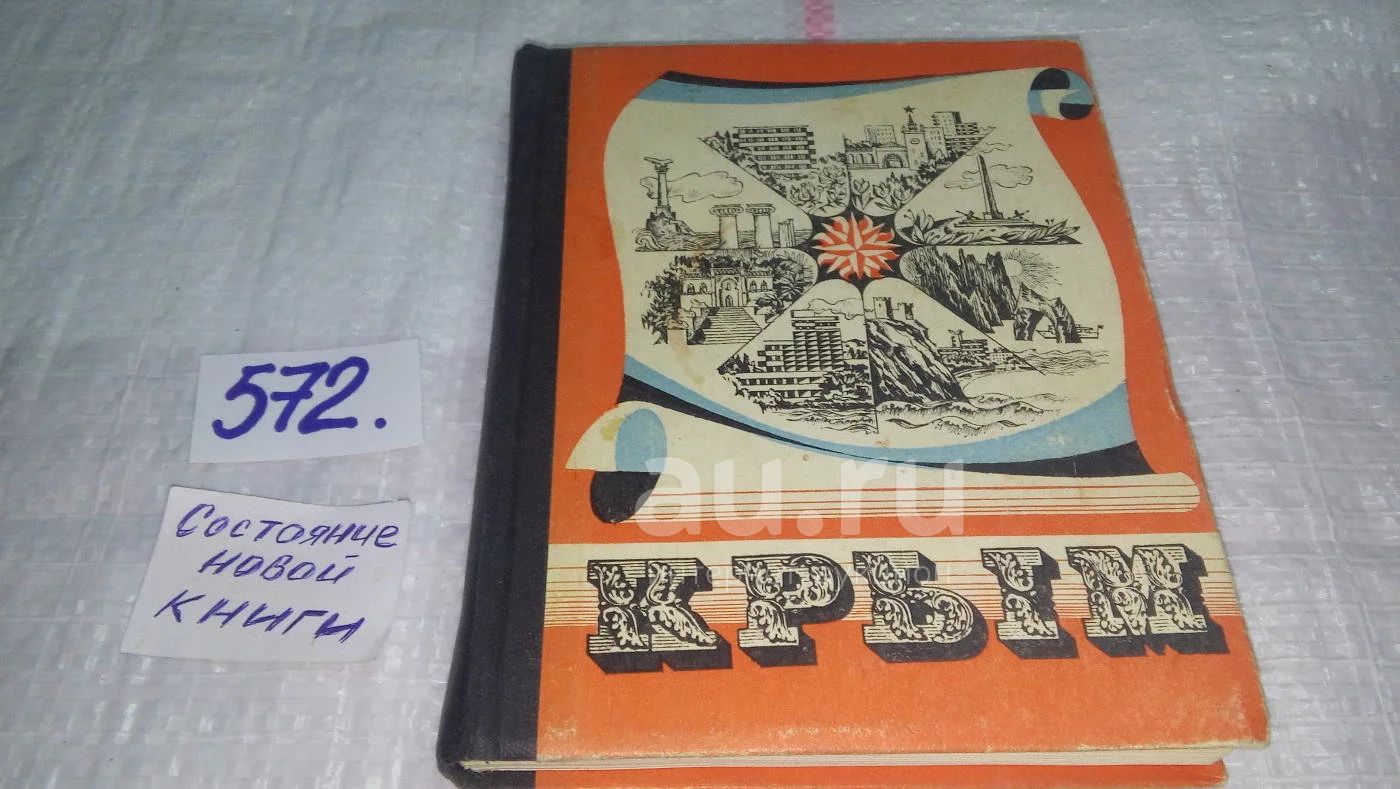 572.
Состояние
новой
книги
au.ru
КРЫМ